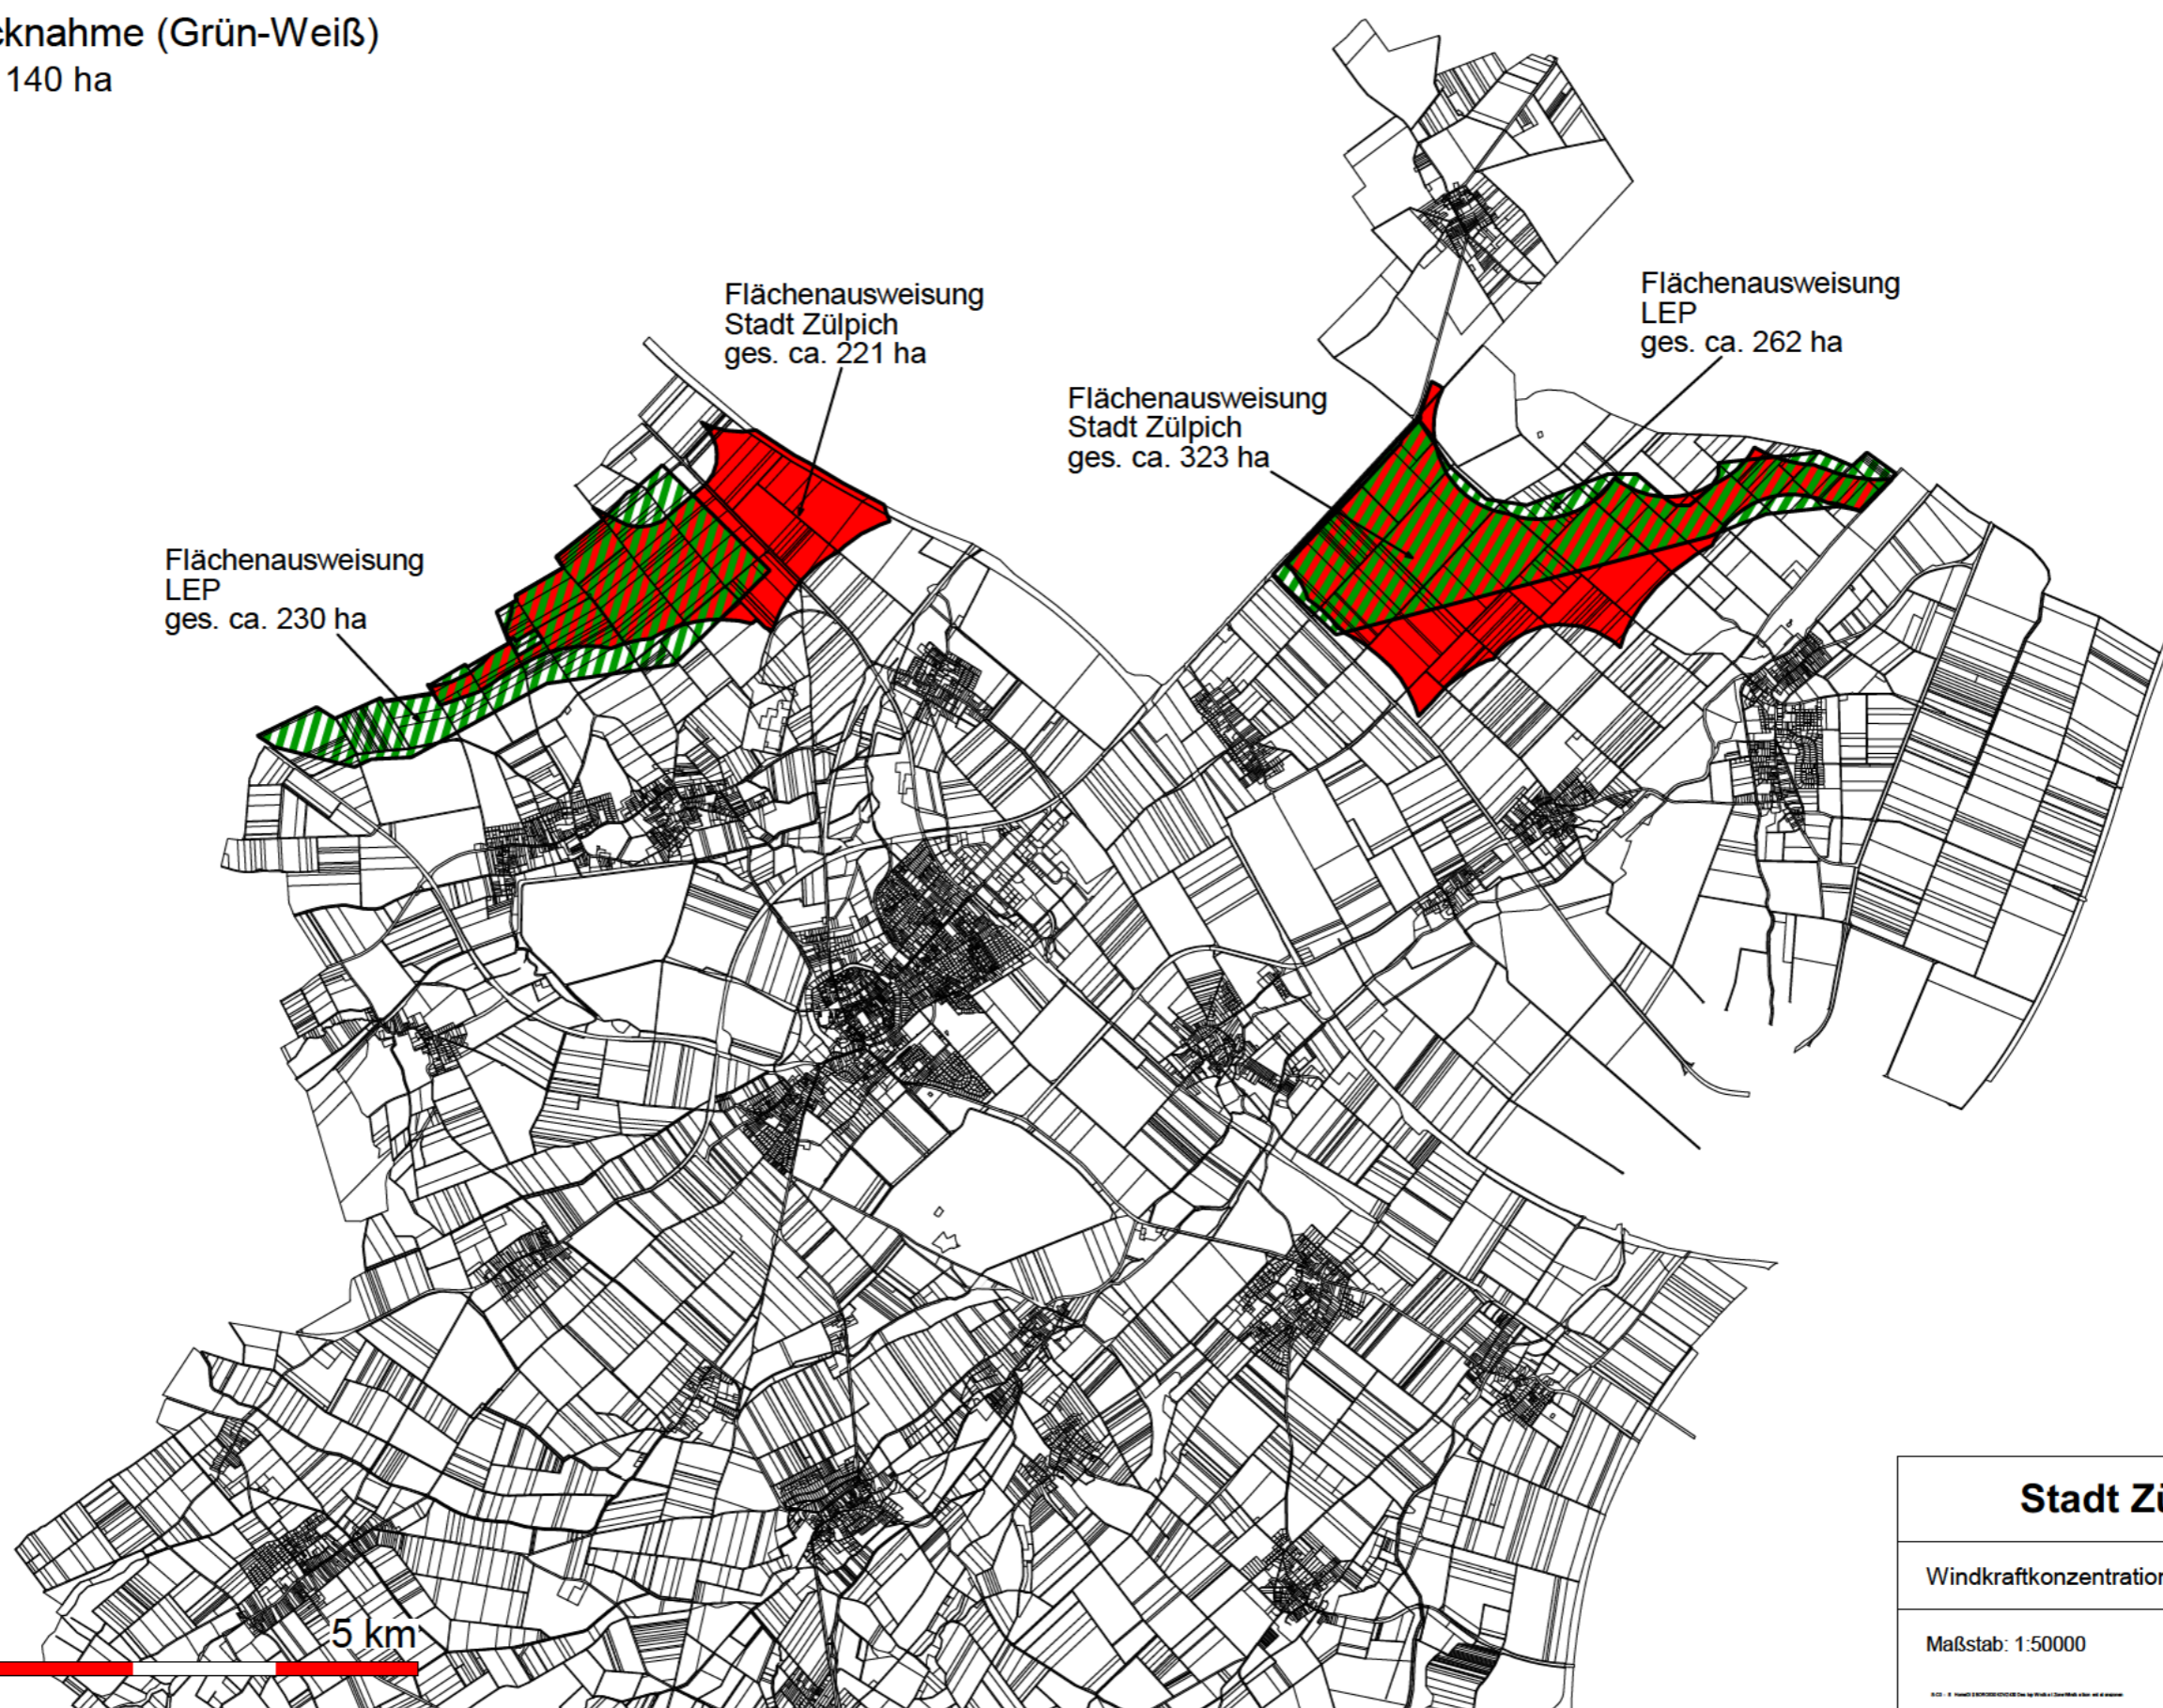 cknahme (Grün-Weiß)
140 ha
Flächenausweisung
Stadt Zülpich
ges. ca. 221 ha
Flächenausweisung
LEP
ges. ca. 262 ha
Flächenausweisung
Stadt Zülpich
ges. ca. 323 ha
Flächenausweisung
LEP
ges. ca. 230 ha
5 km
Stadt Zü
Windkraftkonzentration
Maßstab: 1:50000